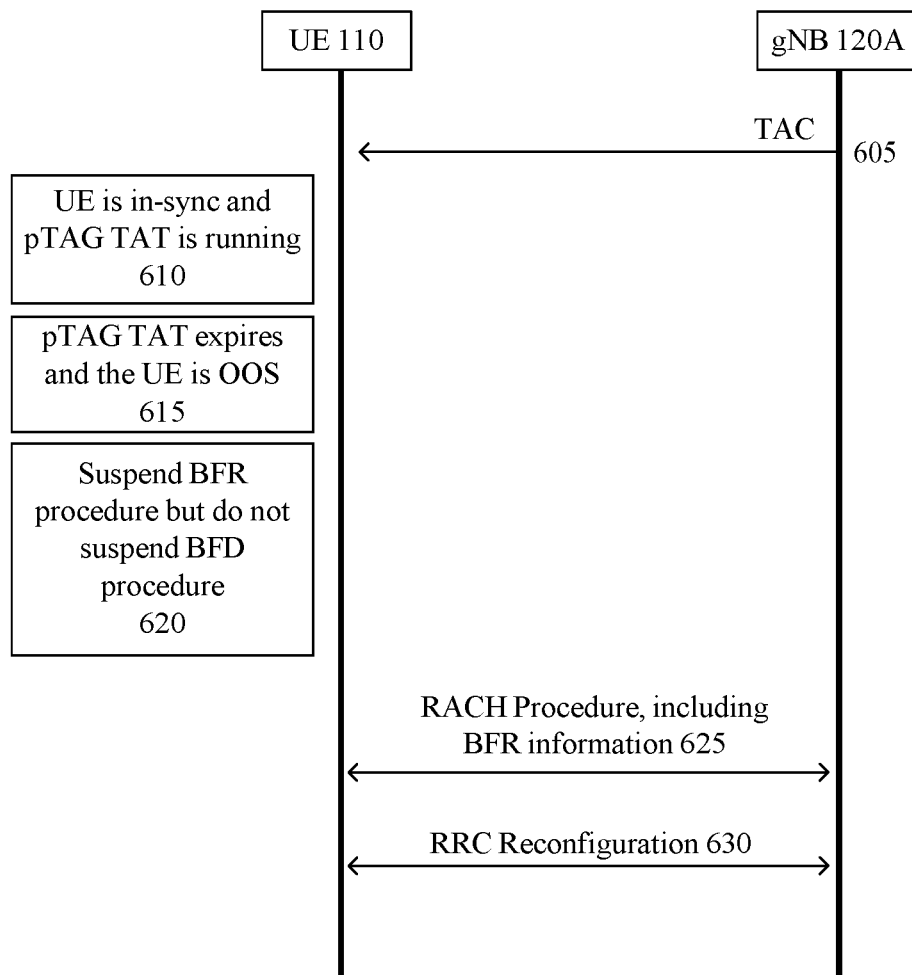 UE 110
gNB 120A
TAC
605
UE is in-sync and
pTAG TAT is running
610
pTAG TAT expires
and the UE is OOS
615
Suspend BFR
procedure but do not
suspend BFD
procedure
620
RACH Procedure, including
BFR information 625
RRC Reconfiguration 630